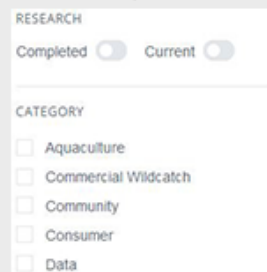 RESEARCH
Completed Current
CATEGORY
Aquaculture
Commercial Wildcatch
Community
Consumer
Data